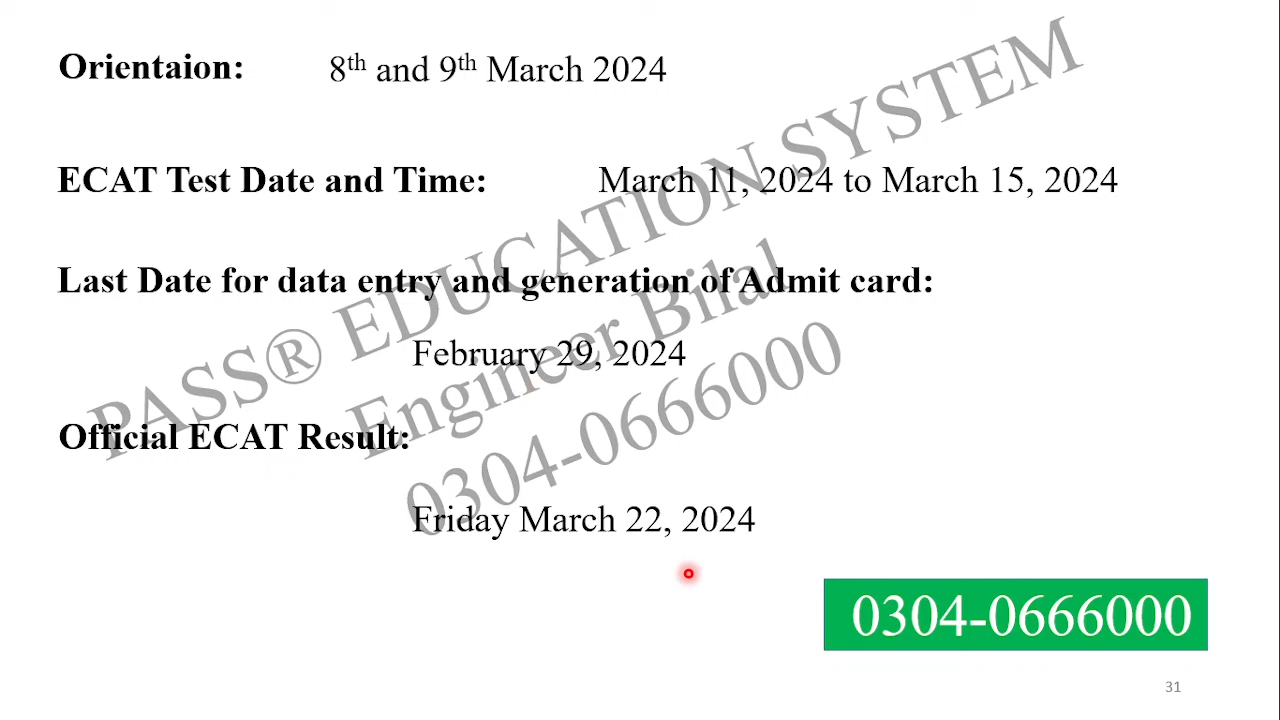 Orientaion: 8th and 9th March 2024
ECAT Test Date and Time: March 11, 2024 to March 15, 2024
Last Date for data entry and generation of Admit card:
February 29, 2024
Official ECAT Result:
Friday March 22, 2024
PASS® EDUCATION SYSTEM
Engineer Bilal
0304-0666000
0304-0666000
31